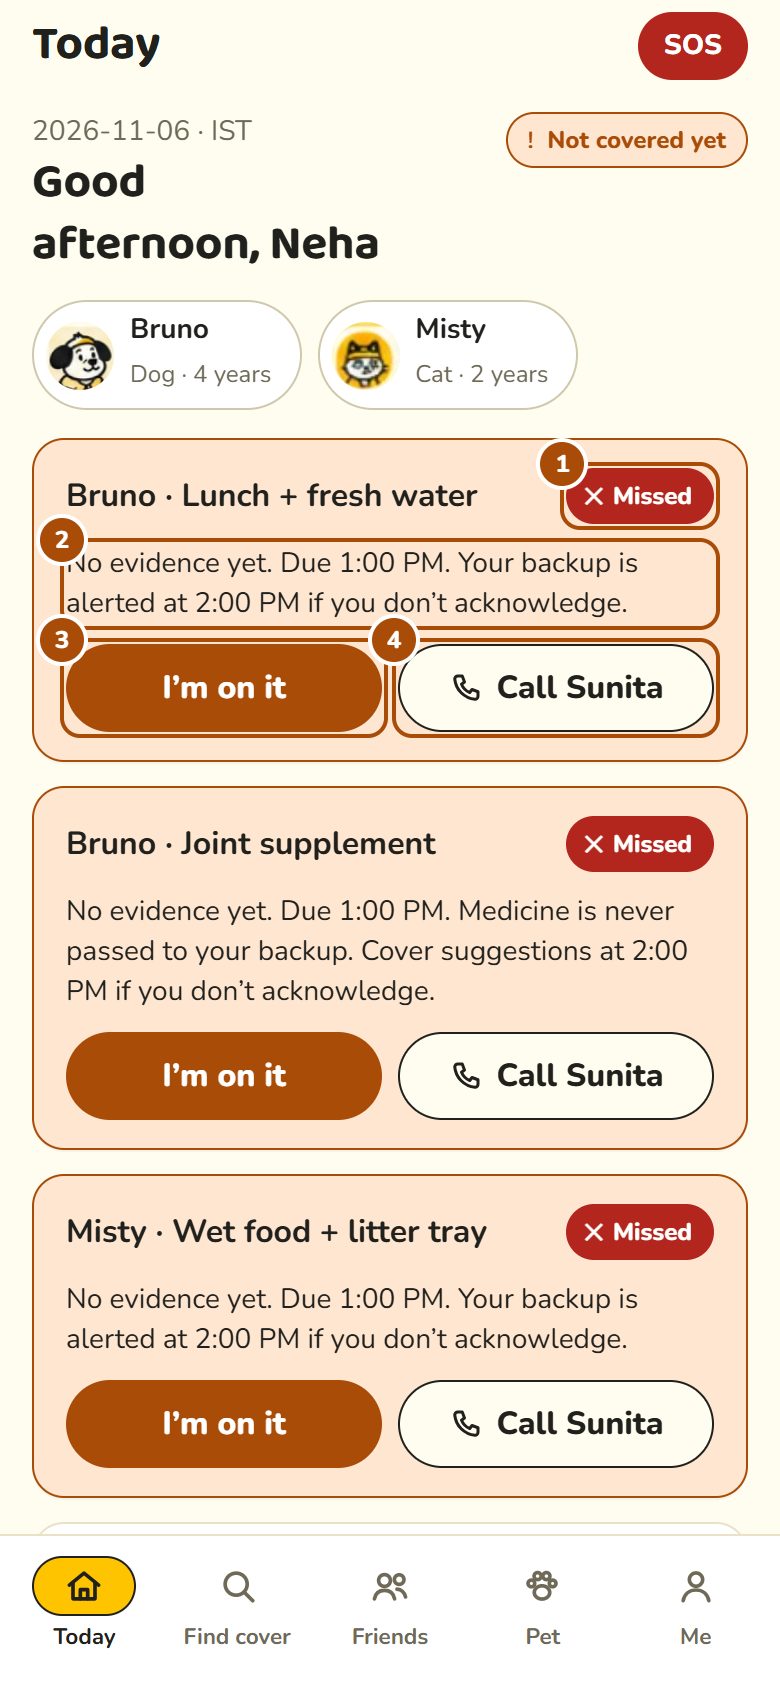 Today
SOS
2026-11-06 · IST
! Not covered yet
Good
afternoon, Neha
Bruno
Dog · 4 years
Misty
Cat · 2 years
1
Bruno · Lunch + fresh water
Missed
2
No evidence yet. Due 1:00 PM. Your backup is
alerted at 2:00 PM if you don’t acknowledge.
3
4
I’m on it
Call Sunita
Bruno · Joint supplement
Missed
No evidence yet. Due 1:00 PM. Medicine is never
passed to your backup. Cover suggestions at 2:00
PM if you don’t acknowledge.
I’m on it
Call Sunita
Misty · Wet food + litter tray
Missed
No evidence yet. Due 1:00 PM. Your backup is
alerted at 2:00 PM if you don’t acknowledge.
I’m on it
Call Sunita
Today
Find cover
Friends
Pet
Me